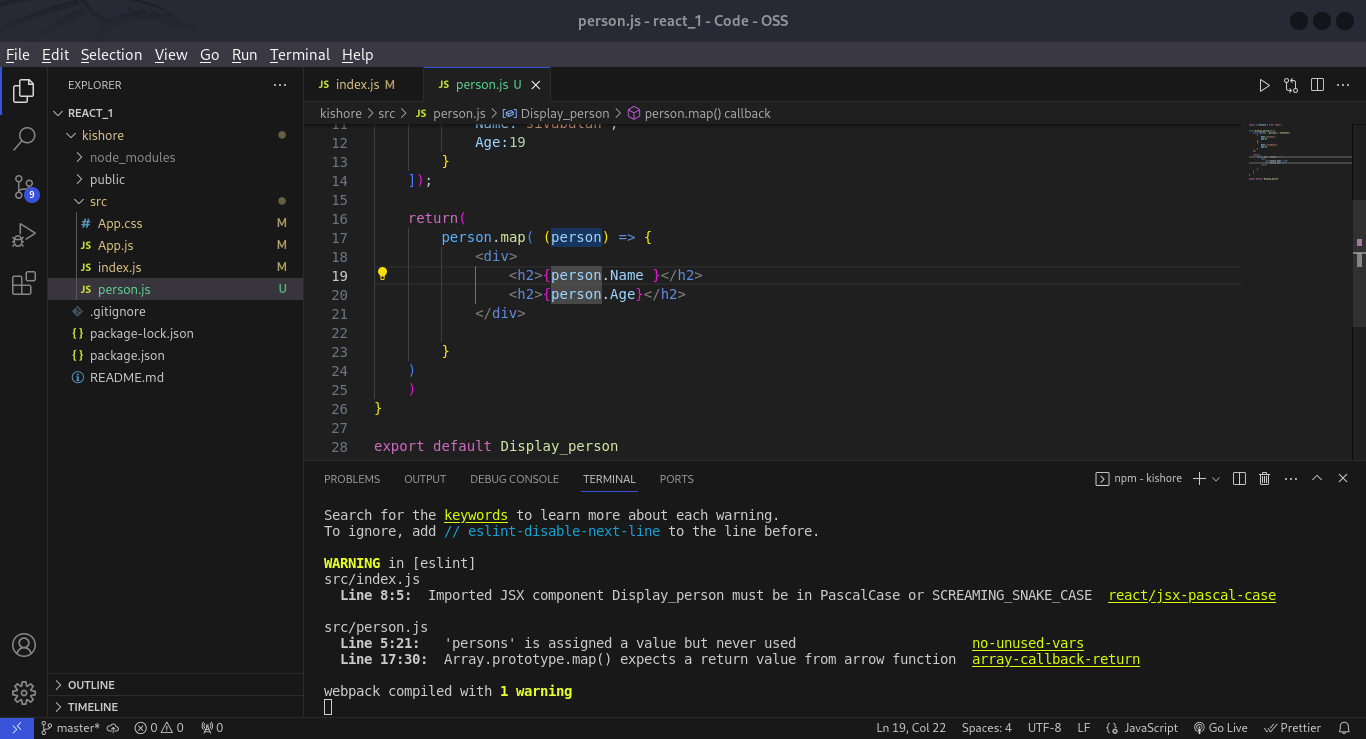 person.js - react_1 - Code - OSS
File Edit Selection View Go Run Terminal Help
EXPLORER
REACT_1
kishore
node_modules
public
src
# App.css M
JS App.js M
JS index.js M
JS person.js U
.gitignore
{} package-lock.json
{} package.json
README.md
OUTLINE
TIMELINE
9
JS index.js M
JS person.js U
kishore > src > JS person.js > Display_person > person.map() callback
11 Name:"sivabalan",
12 Age:19
13 }
14 ]);
15
16 return(
17 person.map( (person) => {
18 <div>
19 <h2>{person.Name }</h2>
20 <h2>{person.Age}</h2>
21 </div>
22
23 }
24 )
25 )
26 }
27
28 export default Display_person
PROBLEMS OUTPUT DEBUG CONSOLE TERMINAL PORTS
npm - kishore
Search for the keywords to learn more about each warning.
To ignore, add // eslint-disable-next-line to the line before.
WARNING in [eslint]
src/index.js
Line 8:5: Imported JSX component Display_person must be in PascalCase or SCREAMING_SNAKE_CASE react/jsx-pascal-case
src/person.js
Line 5:21: 'persons' is assigned a value but never used no-unused-vars
Line 17:30: Array.prototype.map() expects a return value from arrow function array-callback-return
webpack compiled with 1 warning
master* 0 0 0 Ln 19, Col 22 Spaces: 4 UTF-8 LF {} JavaScript Go Live Prettier